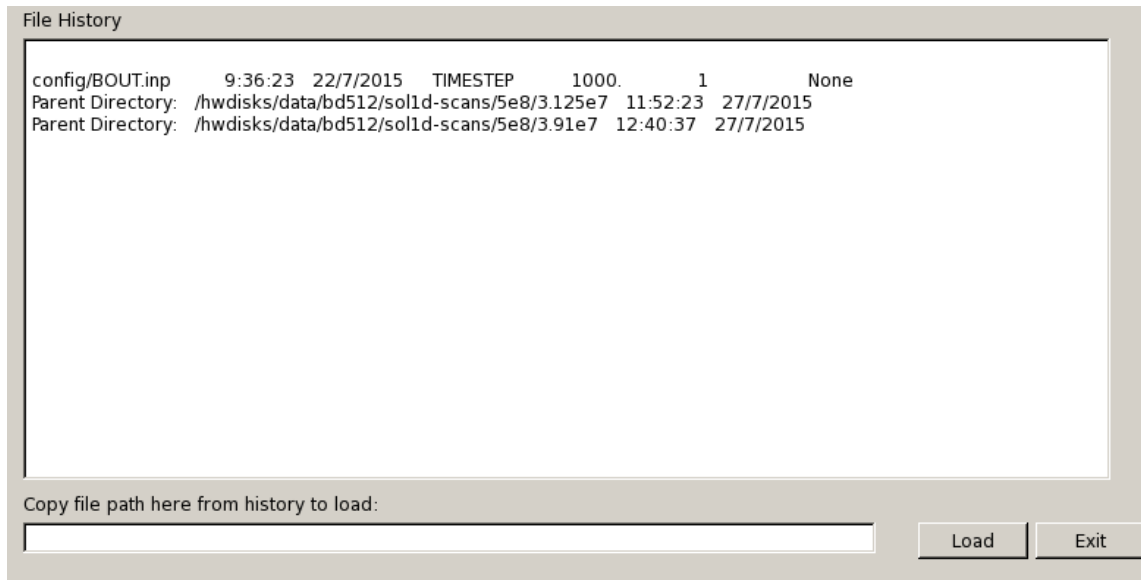 File History
config/BOUT.inp 9:36:23 22/7/2015 TIMESTEP 1000. 1 None
Parent Directory: /hwdisks/data/bd512/sol1d-scans/5e8/3.125e7 11:52:23 27/7/2015
Parent Directory: /hwdisks/data/bd512/sol1d-scans/5e8/3.91e7 12:40:37 27/7/2015
Copy file path here from history to load:
Load Exit